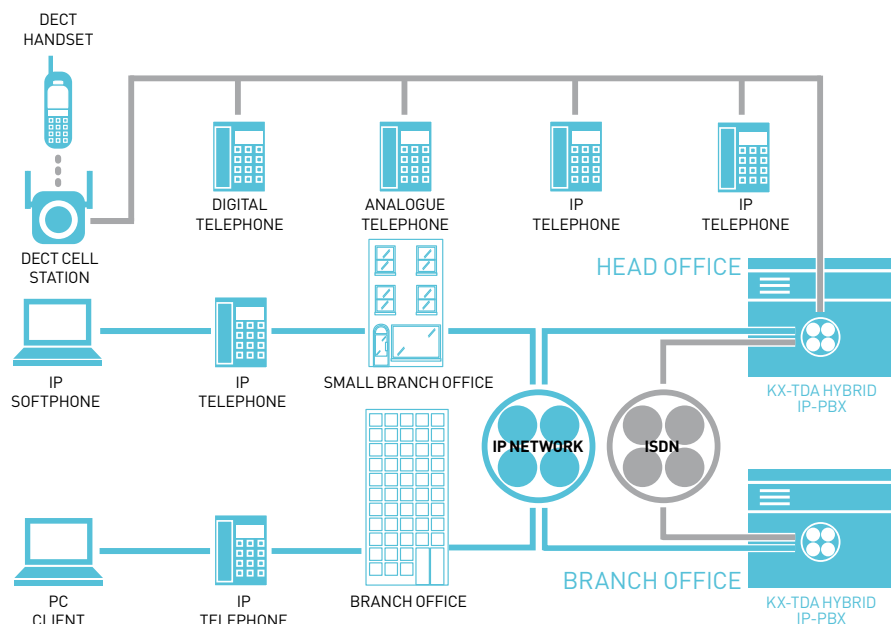 DECT
HANDSET
DIGITAL
TELEPHONE
ANALOGUE
TELEPHONE
IP
TELEPHONE
IP
TELEPHONE
DECT CELL
STATION
HEAD OFFICE
IP
SOFTPHONE
IP
TELEPHONE
SMALL BRANCH OFFICE
KX-TDA HYBRID
IP-PBX
IP NETWORK
ISDN
BRANCH OFFICE
PC
CLIENT
IP
TELEPHONE
BRANCH OFFICE
KX-TDA HYBRID
IP-PBX